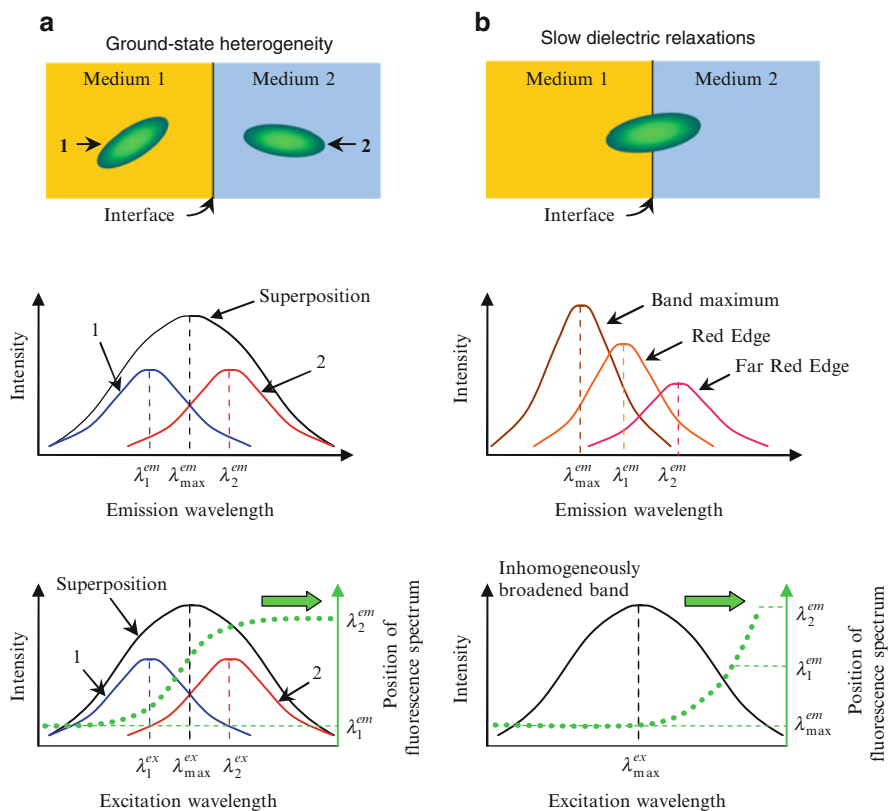 a
Ground-state heterogeneity
Medium 1
Medium 2
1
2
Interface
Intensity
1
Superposition
2
λ₁ᵉᵐ
λₘₐₓᵉᵐ
λ₂ᵉᵐ
Emission wavelength
Intensity
Superposition
1
2
λ₂ᵉᵐ
λ₁ᵉᵐ
Position of
fluorescence spectrum
λ₁ᵉˣ
λₘₐₓᵉˣ
λ₂ᵉˣ
Excitation wavelength
b
Slow dielectric relaxations
Medium 1
Medium 2
Interface
Intensity
Band maximum
Red Edge
Far Red Edge
λₘₐₓᵉᵐ
λ₁ᵉᵐ
λ₂ᵉᵐ
Emission wavelength
Intensity
Inhomogeneously
broadened band
λ₂ᵉᵐ
λ₁ᵉᵐ
λₘₐₓᵉᵐ
Position of
fluorescence spectrum
λₘₐₓᵉˣ
Excitation wavelength